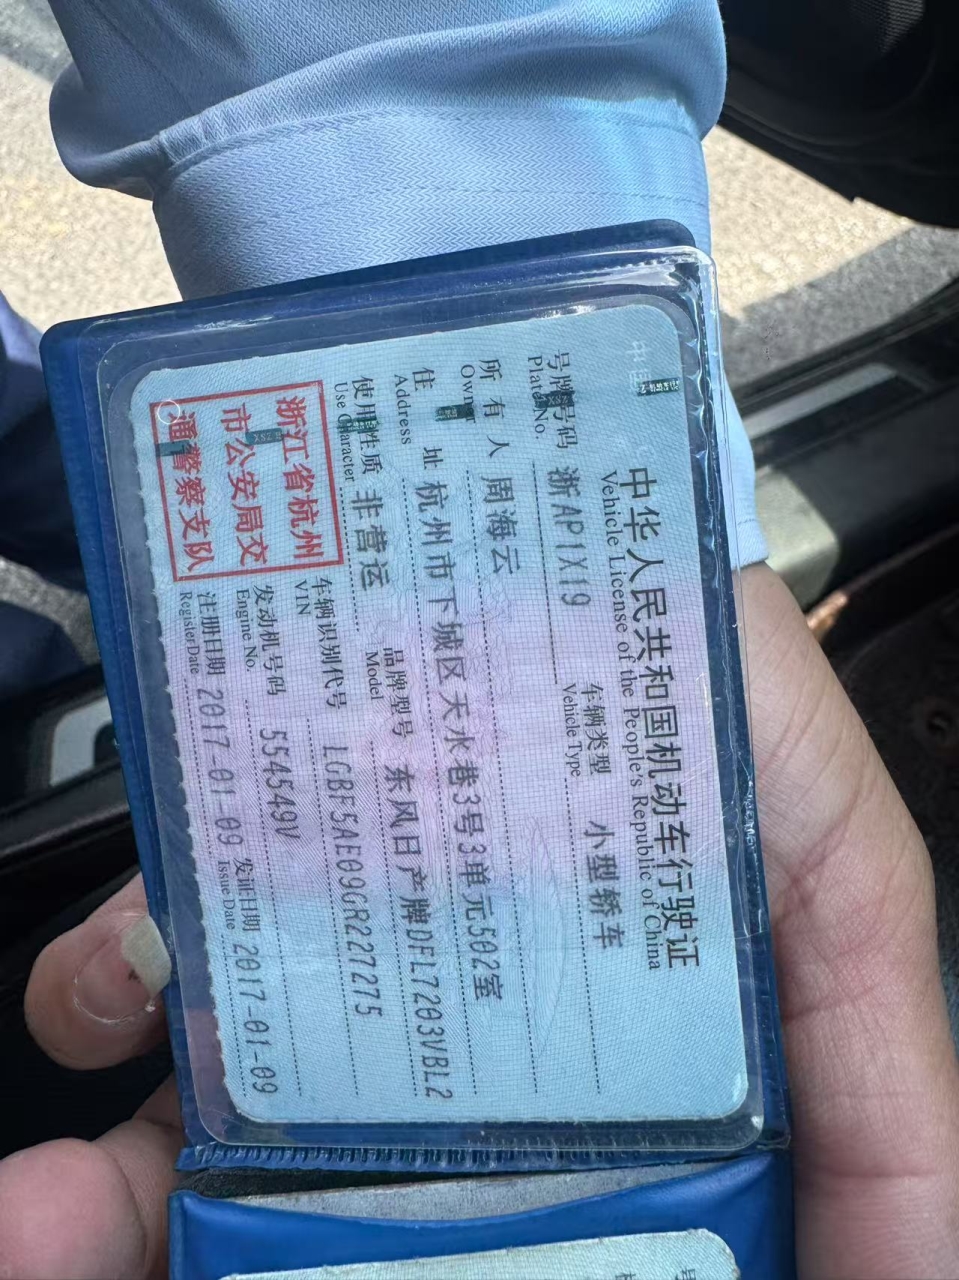 中华人民共和国机动车行驶证
Vehicle License of the People's Republic of China
号牌号码 浙AP1X19 车辆类型 小型轿车
Plate No. Vehicle Type
所有人 周海云
Owner
住址 杭州市下城区天水巷3号3单元502室
Address
使用性质 非营运 品牌型号 东风日产牌DFL7203VBL2
Use Character Model
浙江省杭州
市公安局交
通警察支队
车辆识别代号 LGBF5AE09GR227275
VIN
发动机号码 554549V
Engine No.
注册日期 2017-01-09 发证日期 2017-01-09
Register Date Issue Date